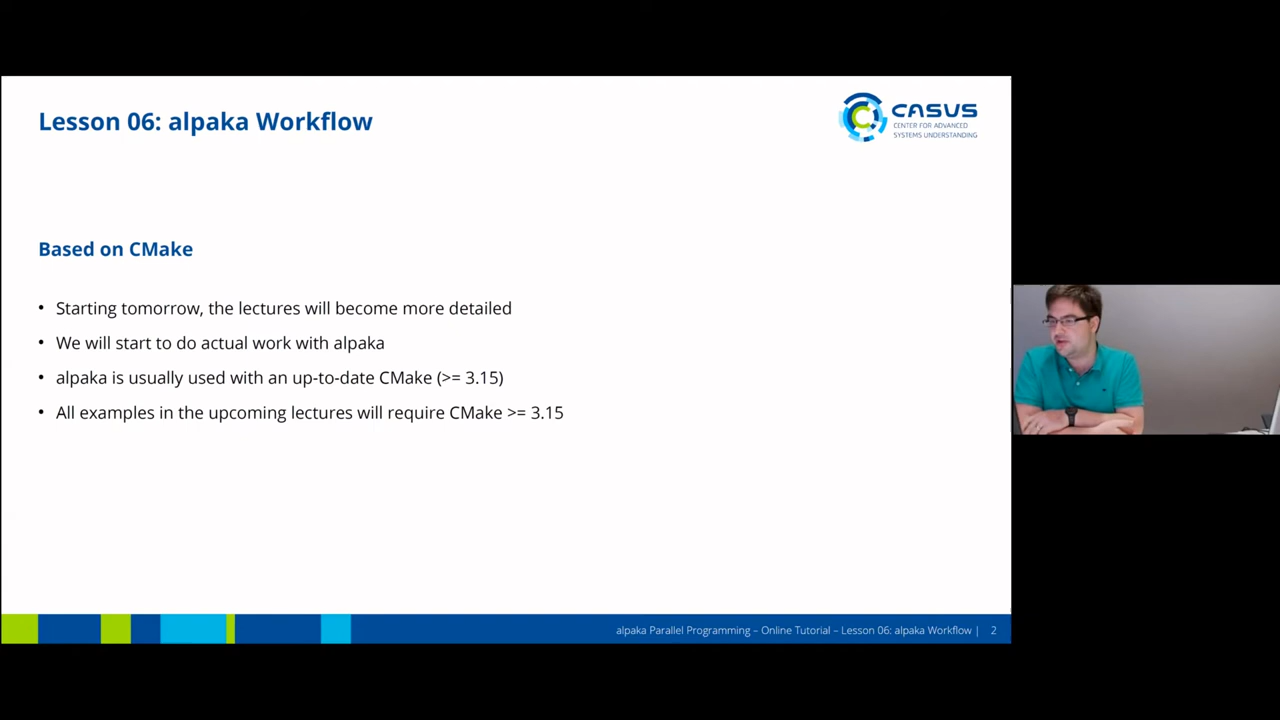 Lesson 06: alpaka Workflow
CASUS
CENTER FOR ADVANCED
SYSTEMS UNDERSTANDING
Based on CMake
• Starting tomorrow, the lectures will become more detailed
• We will start to do actual work with alpaka
• alpaka is usually used with an up-to-date CMake (>= 3.15)
• All examples in the upcoming lectures will require CMake >= 3.15
alpaka Parallel Programming – Online Tutorial – Lesson 06: alpaka Workflow | 2